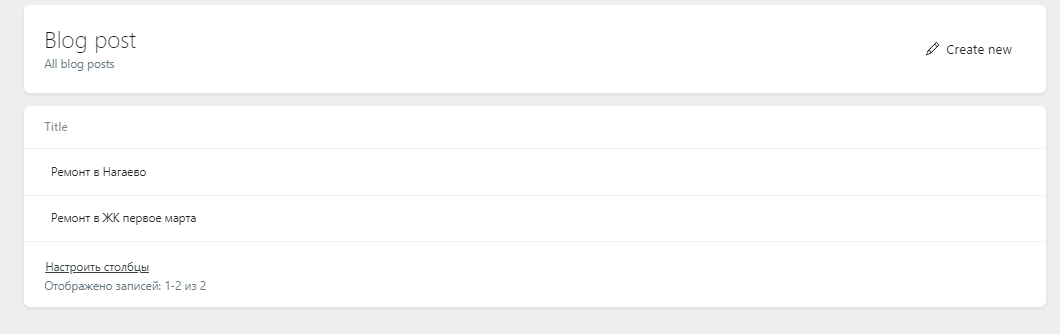 Blog post
All blog posts
Create new
Title
Ремонт в Нагаево
Ремонт в ЖК первое марта
Настроить столбцы
Отображено записей: 1-2 из 2